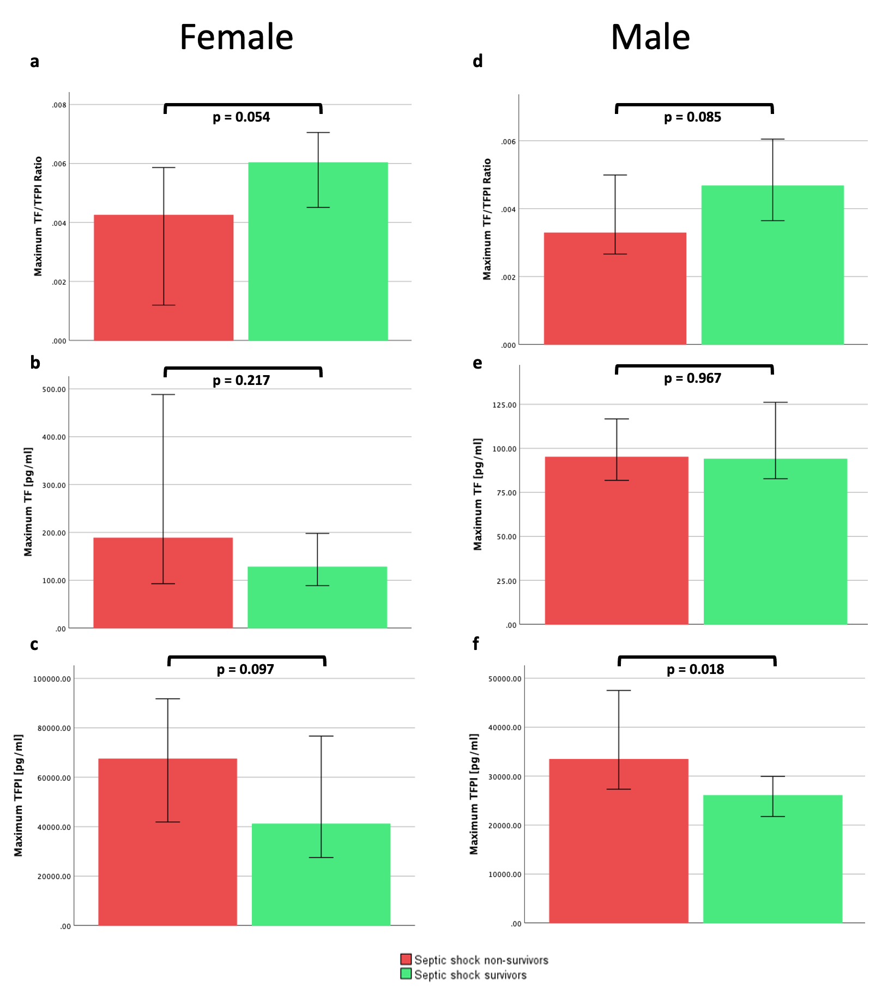 Female
Male
a
Maximum TF/TFPI Ratio
.008
.006
.004
.002
.000
p = 0.054
d
Maximum TF/TFPI Ratio
.006
.004
.002
.000
p = 0.085
b
Maximum TF [pg/ml]
500.00
400.00
300.00
200.00
100.00
.00
p = 0.217
e
Maximum TF [pg/ml]
125.00
100.00
75.00
50.00
25.00
.00
p = 0.967
c
Maximum TFPI [pg/ml]
100000.00
80000.00
60000.00
40000.00
20000.00
.00
p = 0.097
f
Maximum TFPI [pg/ml]
50000.00
40000.00
30000.00
20000.00
10000.00
.00
p = 0.018
Septic shock non-survivors
Septic shock survivors